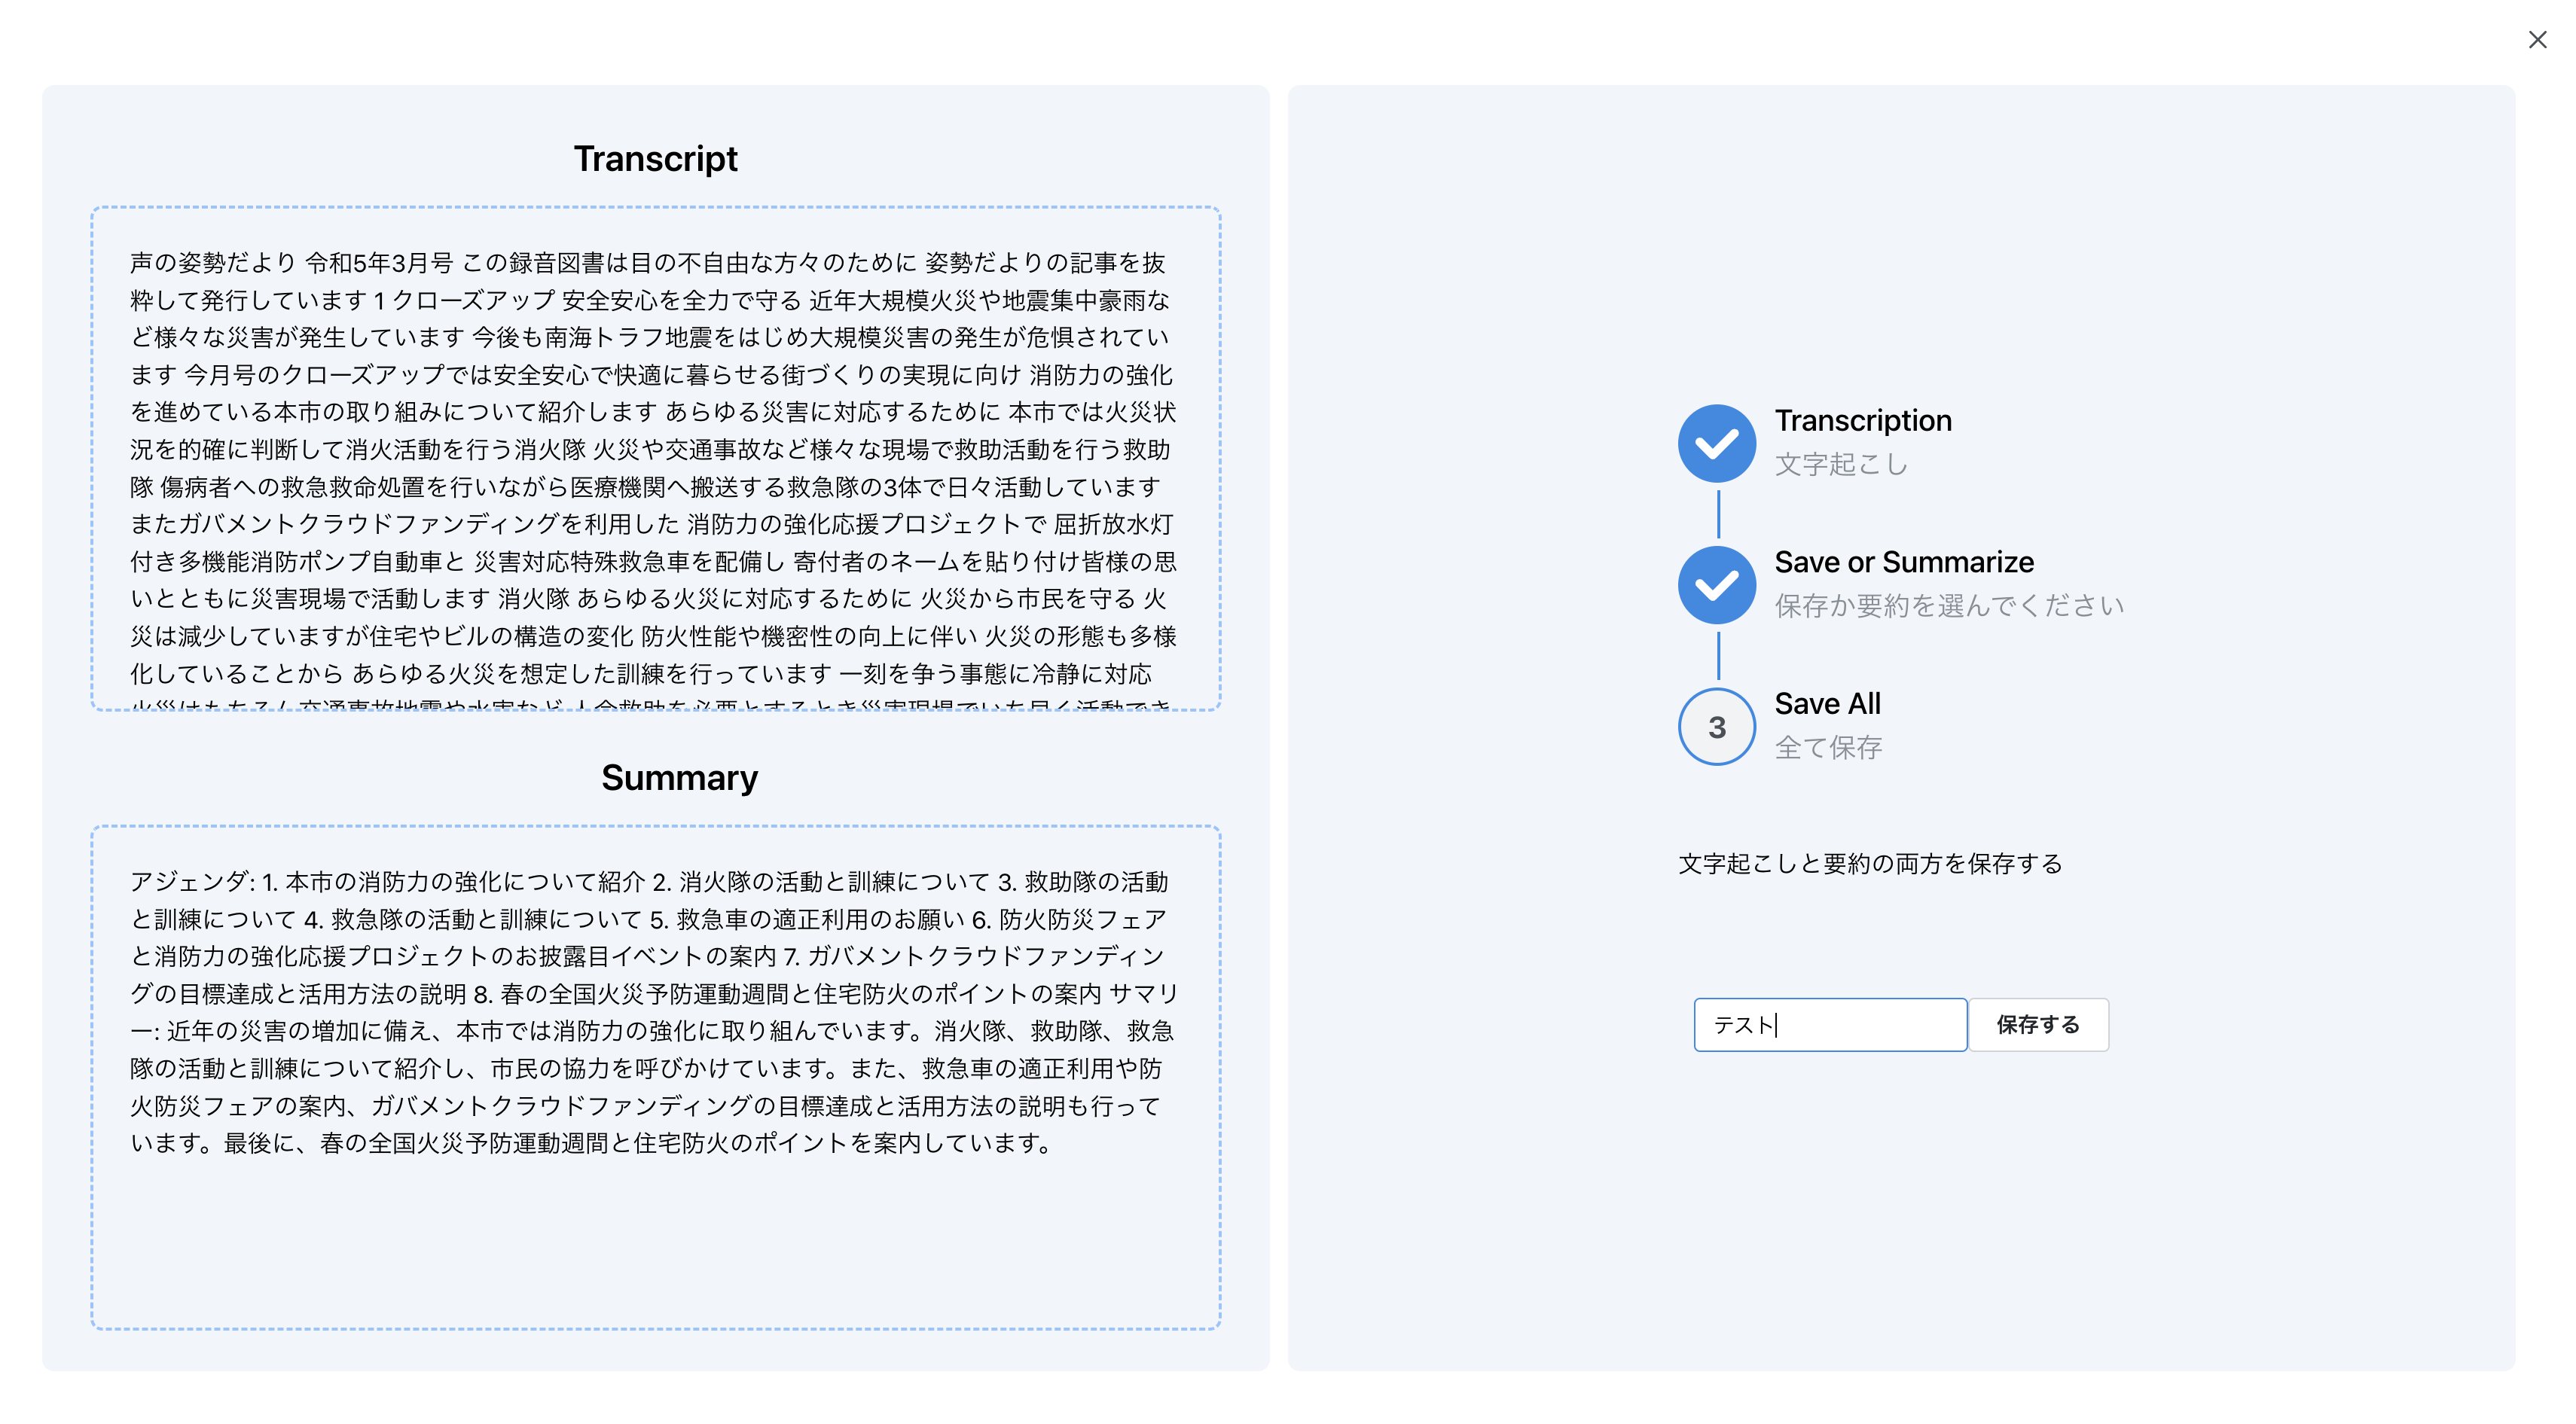 Transcript
声の姿勢だより 令和5年3月号 この録音図書は目の不自由な方々のために 姿勢だよりの記事を抜
粋して発行しています 1 クローズアップ 安全安心を全力で守る 近年大規模火災や地震集中豪雨な
ど様々な災害が発生しています 今後も南海トラフ地震をはじめ大規模災害の発生が危惧されてい
ます 今月号のクローズアップでは安全安心で快適に暮らせる街づくりの実現に向け 消防力の強化
を進めている本市の取り組みについて紹介します あらゆる災害に対応するために 本市では火災状
況を的確に判断して消火活動を行う消火隊 火災や交通事故など様々な現場で救助活動を行う救助
隊 傷病者への救急救命処置を行いながら医療機関へ搬送する救急隊の3体で日々活動しています
またガバメントクラウドファンディングを利用した 消防力の強化応援プロジェクトで 屈折放水灯
付き多機能消防ポンプ自動車と 災害対応特殊救急車を配備し 寄付者のネームを貼り付け皆様の思
いとともに災害現場で活動します 消火隊 あらゆる火災に対応するために 火災から市民を守る 火
災は減少していますが住宅やビルの構造の変化 防火性能や機密性の向上に伴い 火災の形態も多様
化していることから あらゆる火災を想定した訓練を行っています 一刻を争う事態に冷静に対応
火災はもちろん交通事故地震や水害など 人命救助を必要とするとき災害現場でいち早く活動でき
Summary
アジェンダ: 1. 本市の消防力の強化について紹介 2. 消火隊の活動と訓練について 3. 救助隊の活動
と訓練について 4. 救急隊の活動と訓練について 5. 救急車の適正利用のお願い 6. 防火防災フェア
と消防力の強化応援プロジェクトのお披露目イベントの案内 7. ガバメントクラウドファンディン
グの目標達成と活用方法の説明 8. 春の全国火災予防運動週間と住宅防火のポイントの案内 サマリ
ー: 近年の災害の増加に備え、本市では消防力の強化に取り組んでいます。消火隊、救助隊、救急
隊の活動と訓練について紹介し、市民の協力を呼びかけています。また、救急車の適正利用や防
火防災フェアの案内、ガバメントクラウドファンディングの目標達成と活用方法の説明も行って
います。最後に、春の全国火災予防運動週間と住宅防火のポイントを案内しています。
Transcription
文字起こし
Save or Summarize
保存か要約を選んでください
3
Save All
全て保存
文字起こしと要約の両方を保存する
テスト
保存する